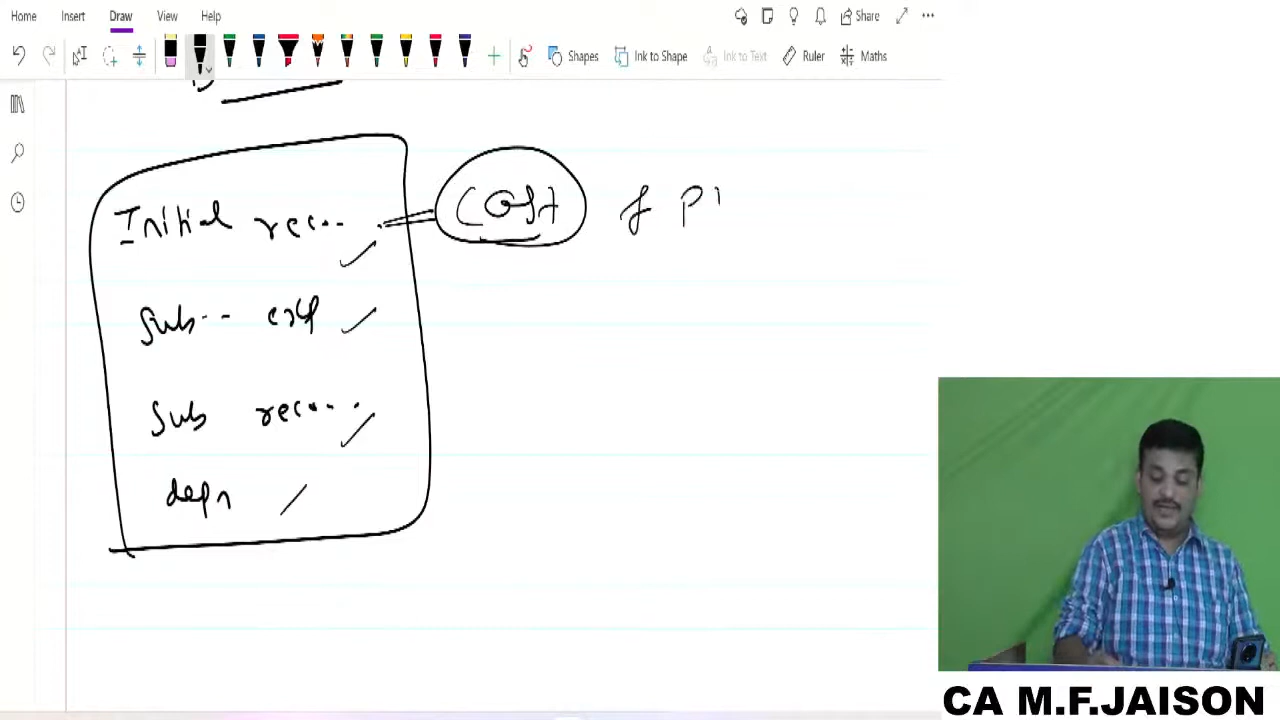 Home Insert Draw View Help Share
Shapes Ink to Shape Ink to Text Ruler Maths
Initial reco... COST of P
Sub... exp
Sub reco...
depn
CA M.F.JAISON